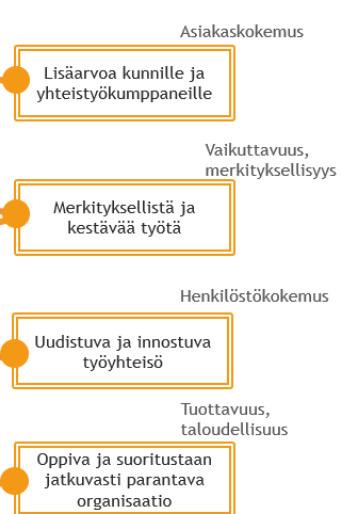 Asiakaskokemus
Lisäarvoa kunnille ja
yhteistyökumppaneille
Vaikuttavuus,
merkityksellisyys
Merkityksellistä ja
kestävää työtä
Henkilöstökokemus
Uudistuva ja innostuva
työyhteisö
Tuottavuus,
taloudellisuus
Oppiva ja suoritustaan
jatkuvasti parantava
organisaatio